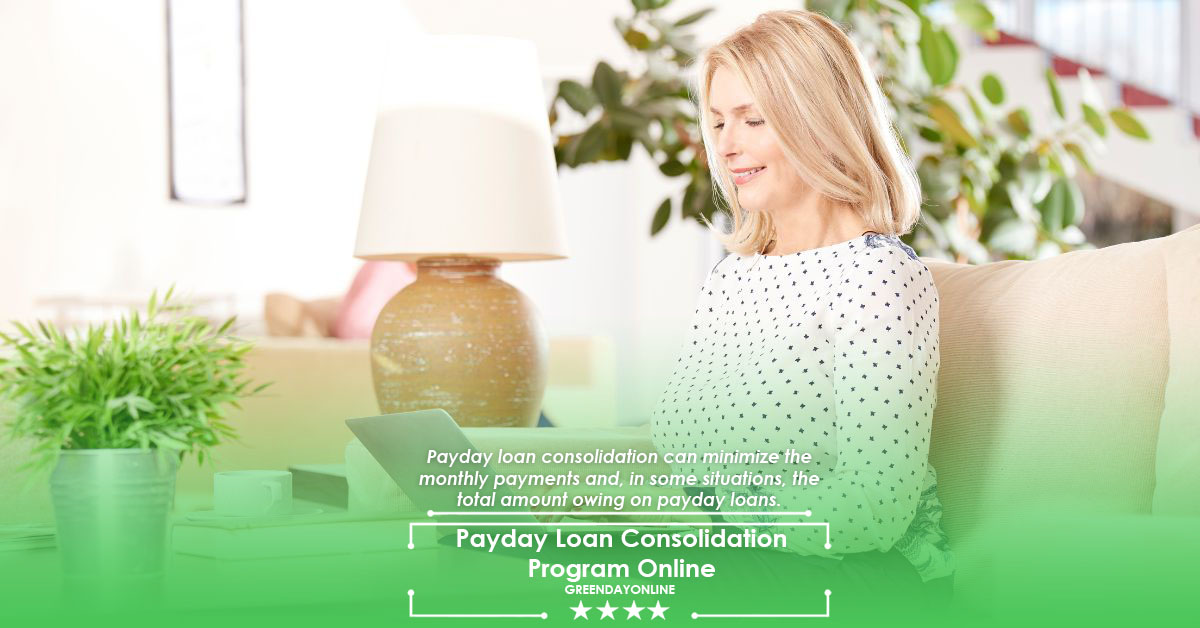 Payday loan consolidation can minimize the
monthly payments and, in some situations, the
total amount owing on payday loans.
Payday Loan Consolidation
Program Online
GREENDAYONLINE